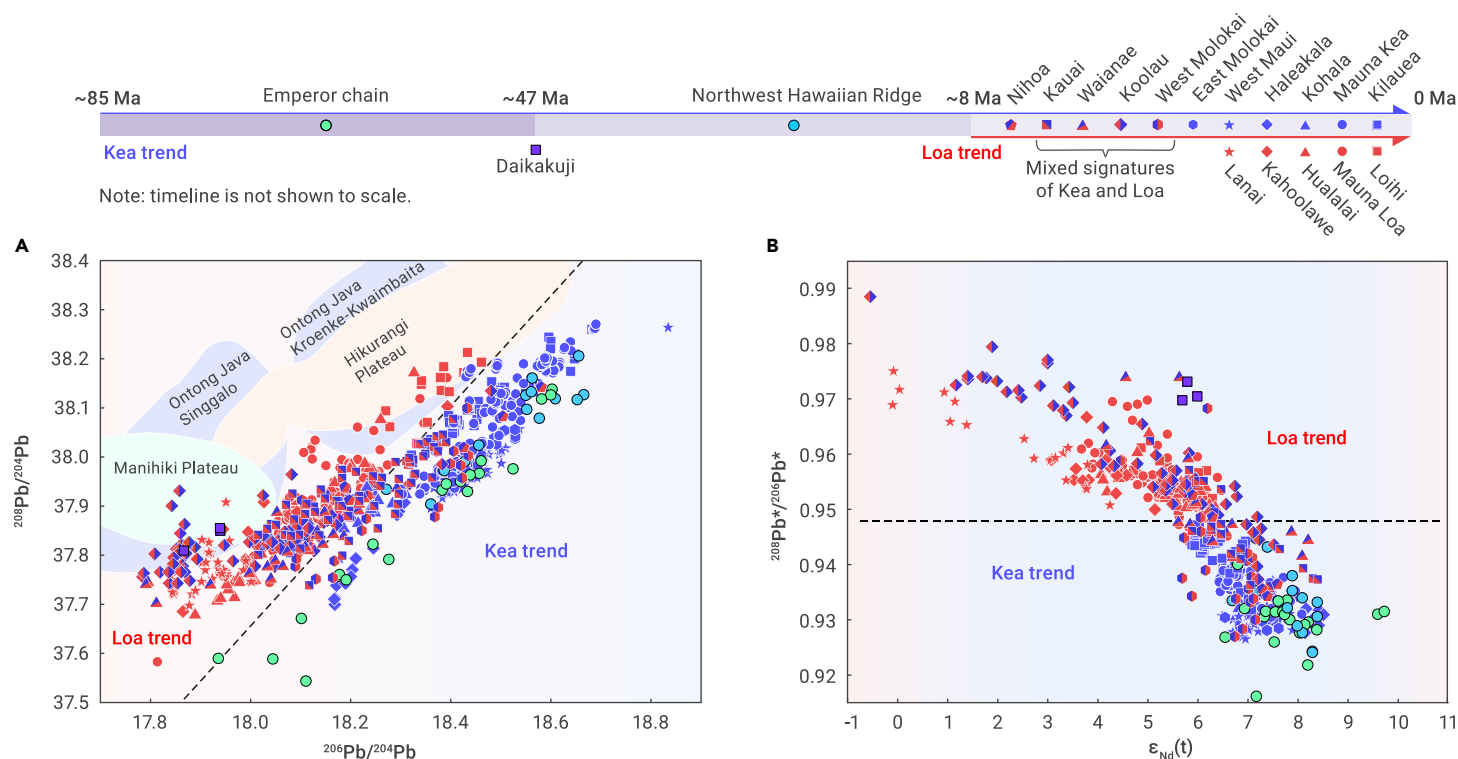 ~85 Ma
Emperor chain
~47 Ma
Northwest Hawaiian Ridge
~8 Ma
Nihoa
Kauai
Waianae
Koolau
West Molokai
East Molokai
West Maui
Haleakala
Kohala
Mauna Kea
Kilauea
0 Ma
Kea trend
Daikakuji
Loa trend
Mixed signatures
of Kea and Loa
Lanai
Kahoolawe
Hualalai
Mauna Loa
Loihi
Note: timeline is not shown to scale.
A
38.4
38.3
38.2
38.1
38.0
37.9
37.8
37.7
37.6
37.5
²⁰⁸Pb/²⁰⁴Pb
Ontong Java
Kroenke-Kwaimbaita
Hikurangi
Plateau
Ontong Java
Singgalo
Manihiki Plateau
Kea trend
Loa trend
17.8
18.0
18.2
18.4
18.6
18.8
²⁰⁶Pb/²⁰⁴Pb
B
0.99
0.98
0.97
0.96
0.95
0.94
0.93
0.92
²⁰⁸Pb*/²⁰⁶Pb*
Loa trend
Kea trend
-1
0
1
2
3
4
5
6
7
8
9
10
11
ε_Nd(t)